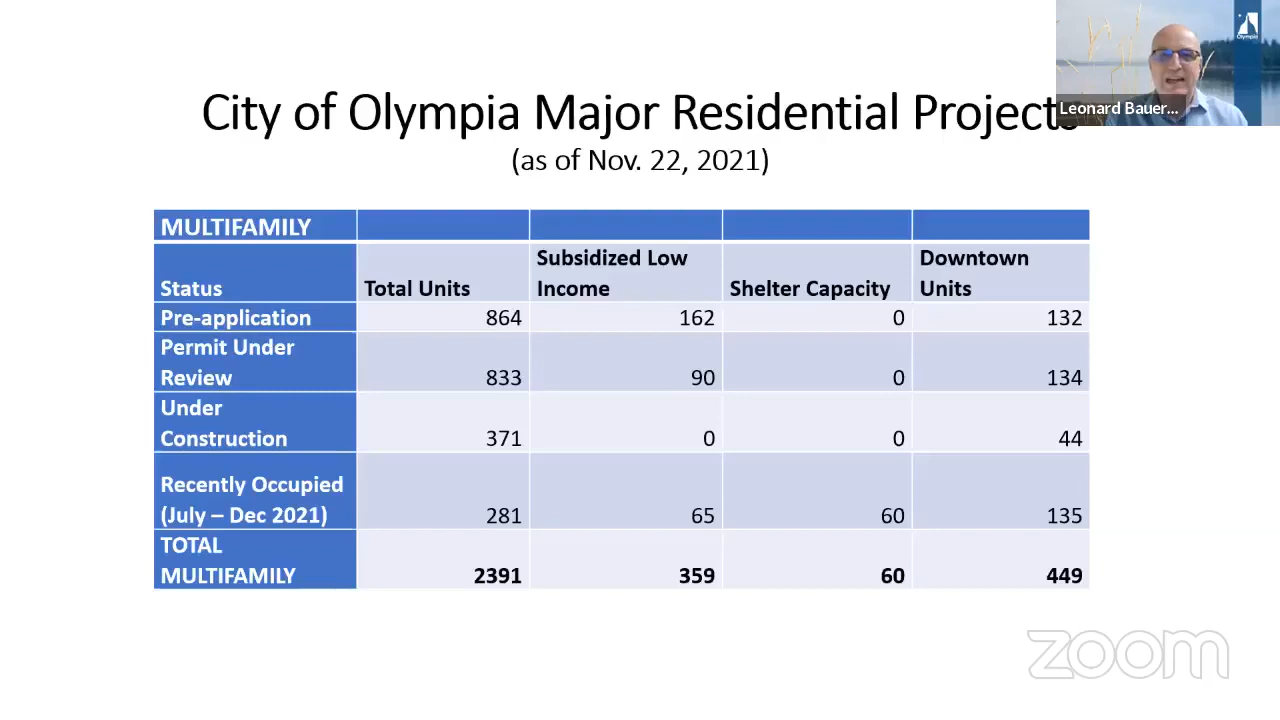 City of Olympia Major Residential Projects
(as of Nov. 22, 2021)
Olympia
Leonard Bauer...
MULTIFAMILY
Status Total Units Subsidized Low Income Shelter Capacity Downtown Units
Pre-application 864 162 0 132
Permit Under Review 833 90 0 134
Under Construction 371 0 0 44
Recently Occupied (July – Dec 2021) 281 65 60 135
TOTAL MULTIFAMILY 2391 359 60 449
zoom